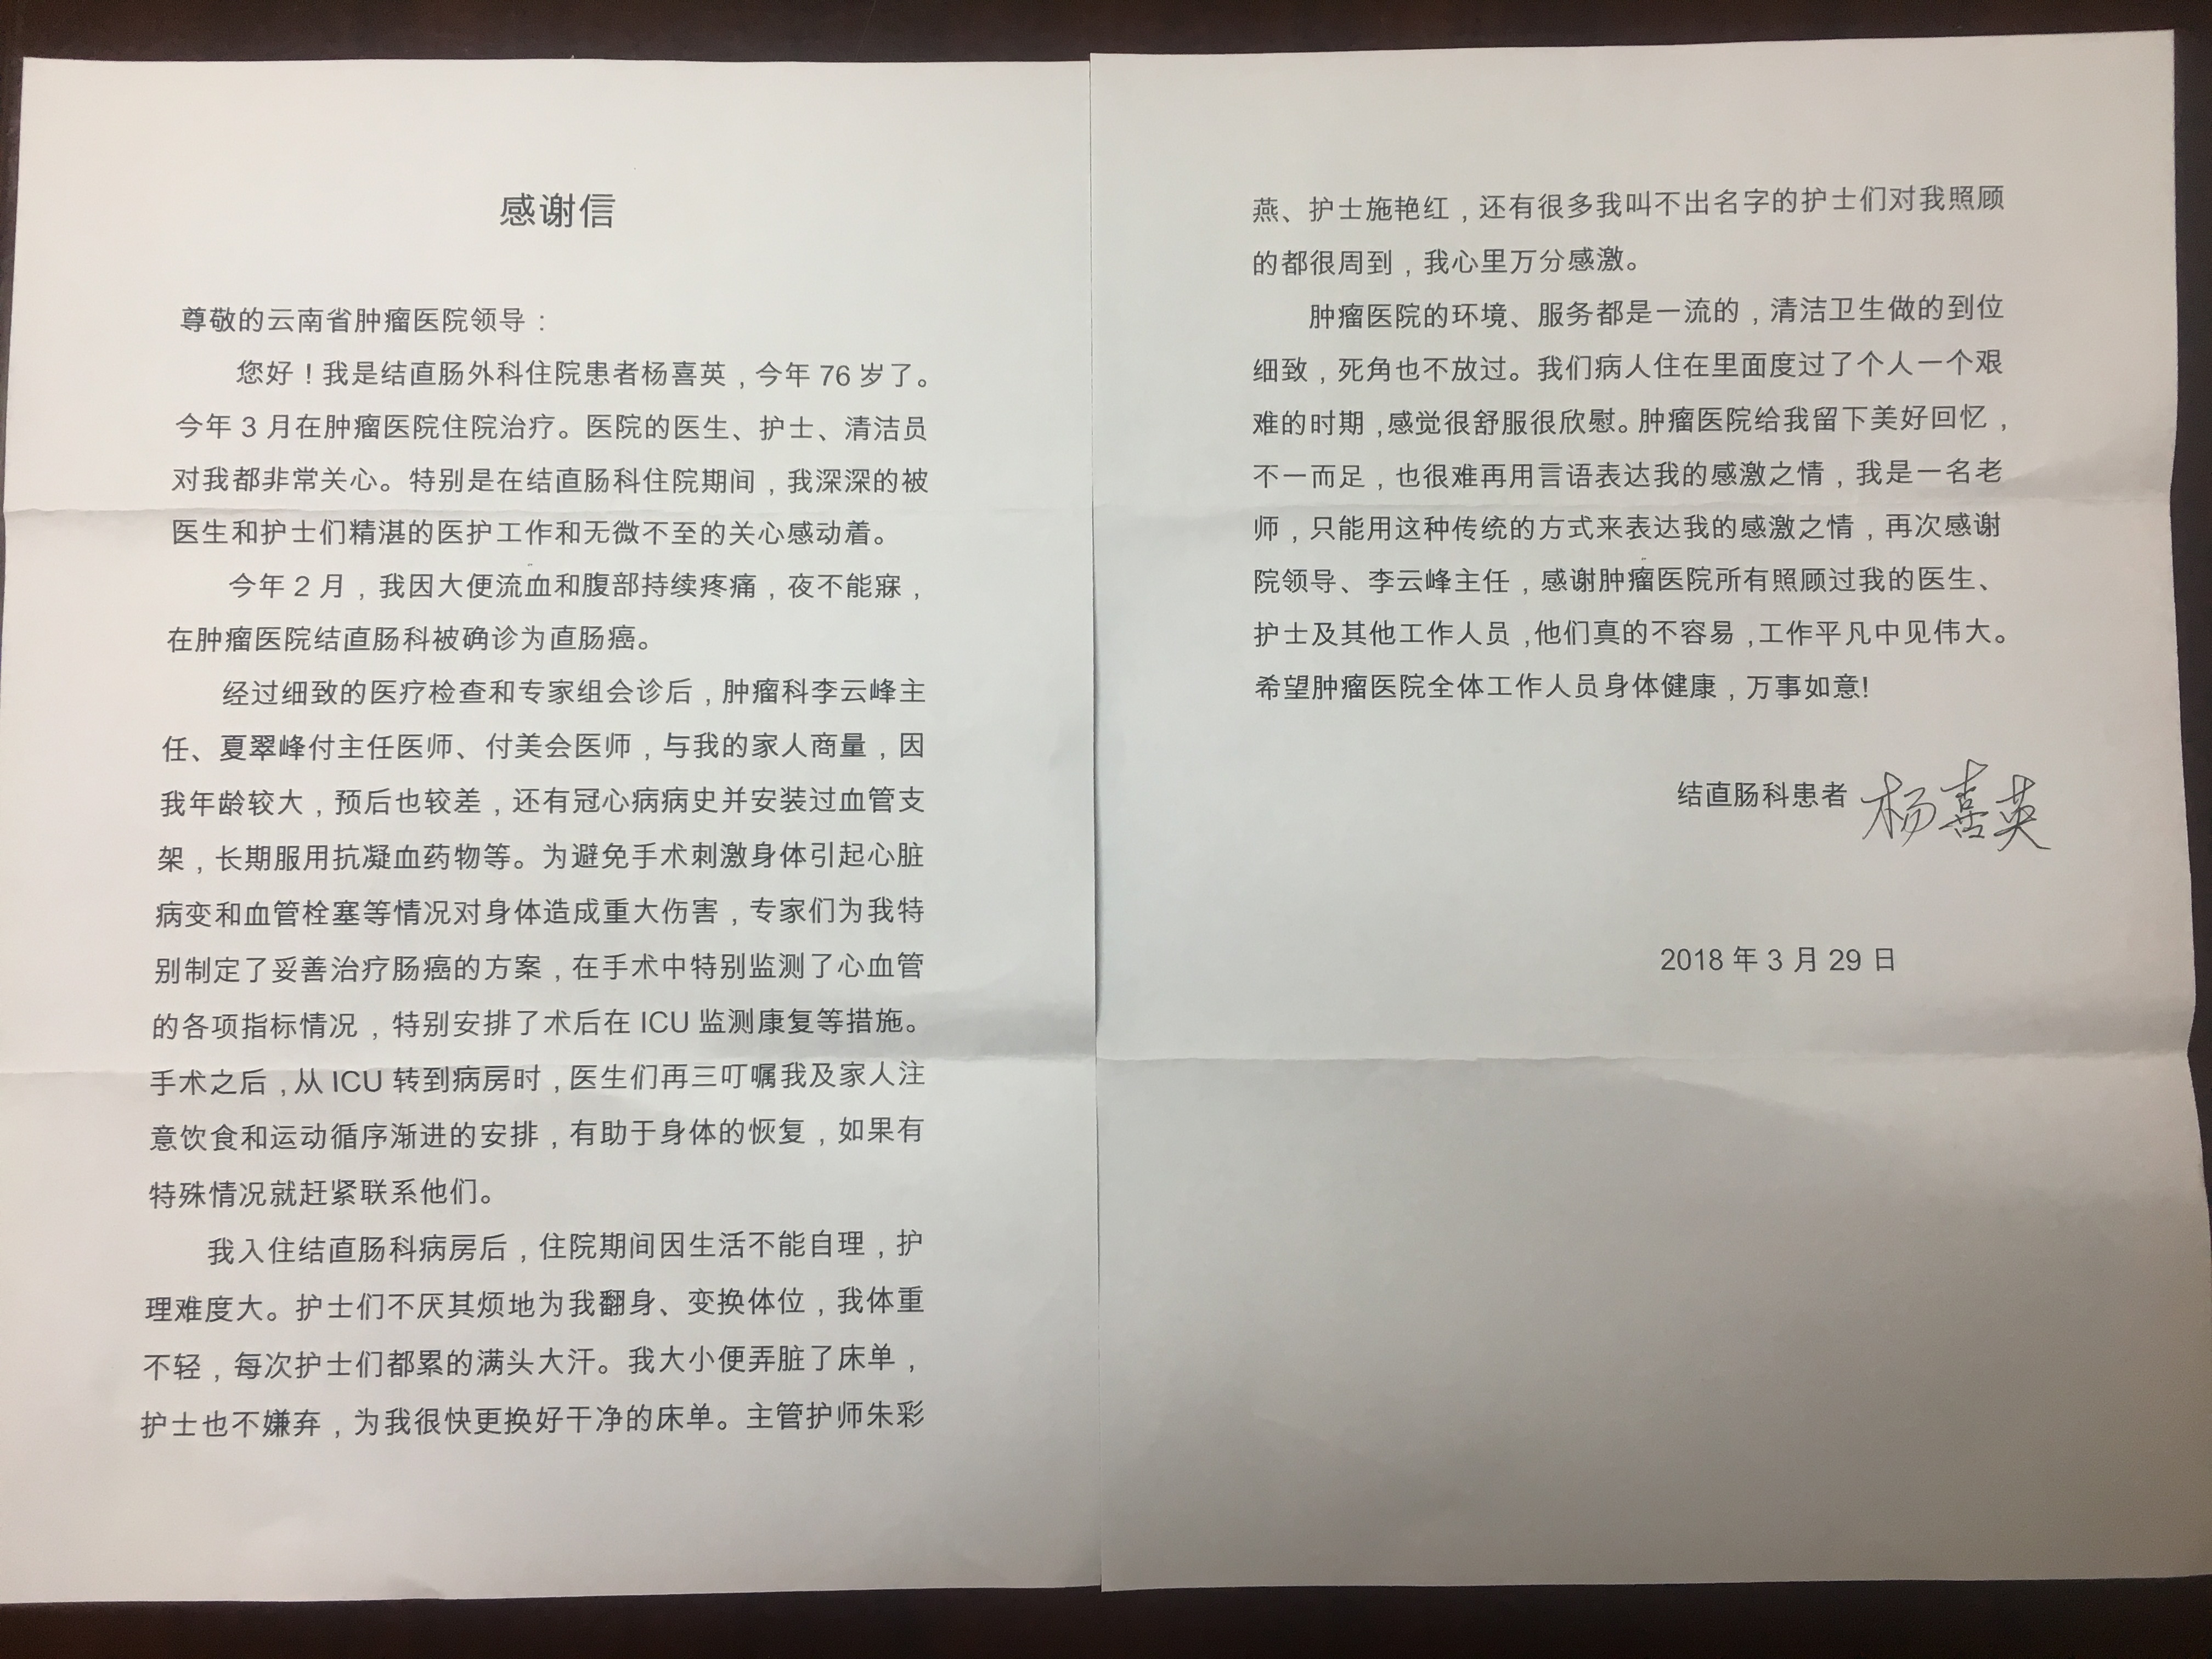 感谢信
尊敬的云南省肿瘤医院领导：
您好！我是结直肠外科住院患者杨喜英，今年 76 岁了。
今年 3 月在肿瘤医院住院治疗。医院的医生、护士、清洁员
对我都非常关心。特别是在结直肠科住院期间，我深深的被
医生和护士们精湛的医护工作和无微不至的关心感动着。
今年 2 月，我因大便流血和腹部持续疼痛，夜不能寐，
在肿瘤医院结直肠科被确诊为直肠癌。
经过细致的医疗检查和专家组会诊后，肿瘤科李云峰主
任、夏翠峰付主任医师、付美会医师，与我的家人商量，因
我年龄较大，预后也较差，还有冠心病病史并安装过血管支
架，长期服用抗凝血药物等。为避免手术刺激身体引起心脏
病变和血管栓塞等情况对身体造成重大伤害，专家们为我特
别制定了妥善治疗肠癌的方案，在手术中特别监测了心血管
的各项指标情况，特别安排了术后在 ICU 监测康复等措施。
手术之后，从 ICU 转到病房时，医生们再三叮嘱我及家人注
意饮食和运动循序渐进的安排，有助于身体的恢复，如果有
特殊情况就赶紧联系他们。
我入住结直肠科病房后，住院期间因生活不能自理，护
理难度大。护士们不厌其烦地为我翻身、变换体位，我体重
不轻，每次护士们都累的满头大汗。我大小便弄脏了床单，
护士也不嫌弃，为我很快更换好干净的床单。主管护师朱彩
燕、护士施艳红，还有很多我叫不出名字的护士们对我照顾
的都很周到，我心里万分感激。
肿瘤医院的环境、服务都是一流的，清洁卫生做的到位
细致，死角也不放过。我们病人住在里面度过了个人一个艰
难的时期，感觉很舒服很欣慰。肿瘤医院给我留下美好回忆，
不一而足，也很难再用言语表达我的感激之情，我是一名老
师，只能用这种传统的方式来表达我的感激之情，再次感谢
院领导、李云峰主任，感谢肿瘤医院所有照顾过我的医生、
护士及其他工作人员，他们真的不容易，工作平凡中见伟大。
希望肿瘤医院全体工作人员身体健康，万事如意!
结直肠科患者 杨喜英
2018 年 3 月 29 日